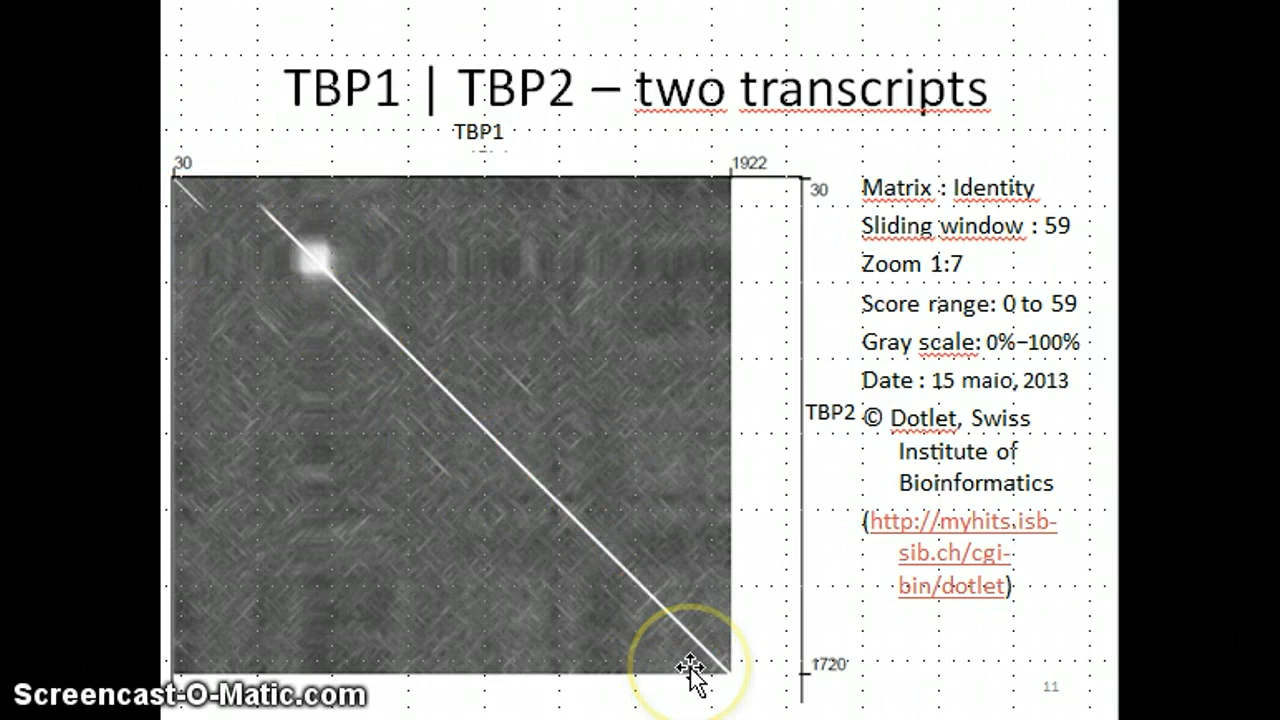 TBP1 | TBP2 – two transcripts
TBP1
30
1922
30
Matrix : Identity
Sliding window : 59
Zoom 1:7
Score range: 0 to 59
Gray scale: 0%–100%
Date : 15 maio, 2013
TBP2
© Dotlet, Swiss
Institute of
Bioinformatics
(http://myhits.isb-
sib.ch/cgi-
bin/dotlet)
1720
11
Screencast-O-Matic.com